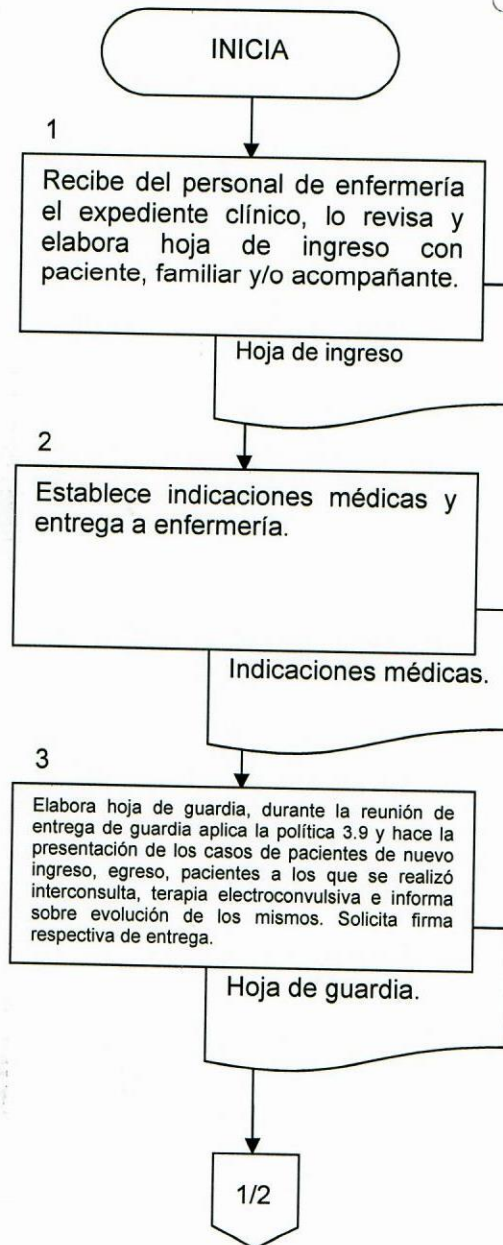 INICIA
1
Recibe del personal de enfermería
el expediente clínico, lo revisa y
elabora hoja de ingreso con
paciente, familiar y/o acompañante.
Hoja de ingreso
2
Establece indicaciones médicas y
entrega a enfermería.
Indicaciones médicas.
3
Elabora hoja de guardia, durante la reunión de
entrega de guardia aplica la política 3.9 y hace la
presentación de los casos de pacientes de nuevo
ingreso, egreso, pacientes a los que se realizó
interconsulta, terapia electroconvulsiva e informa
sobre evolución de los mismos. Solicita firma
respectiva de entrega.
Hoja de guardia.
1/2